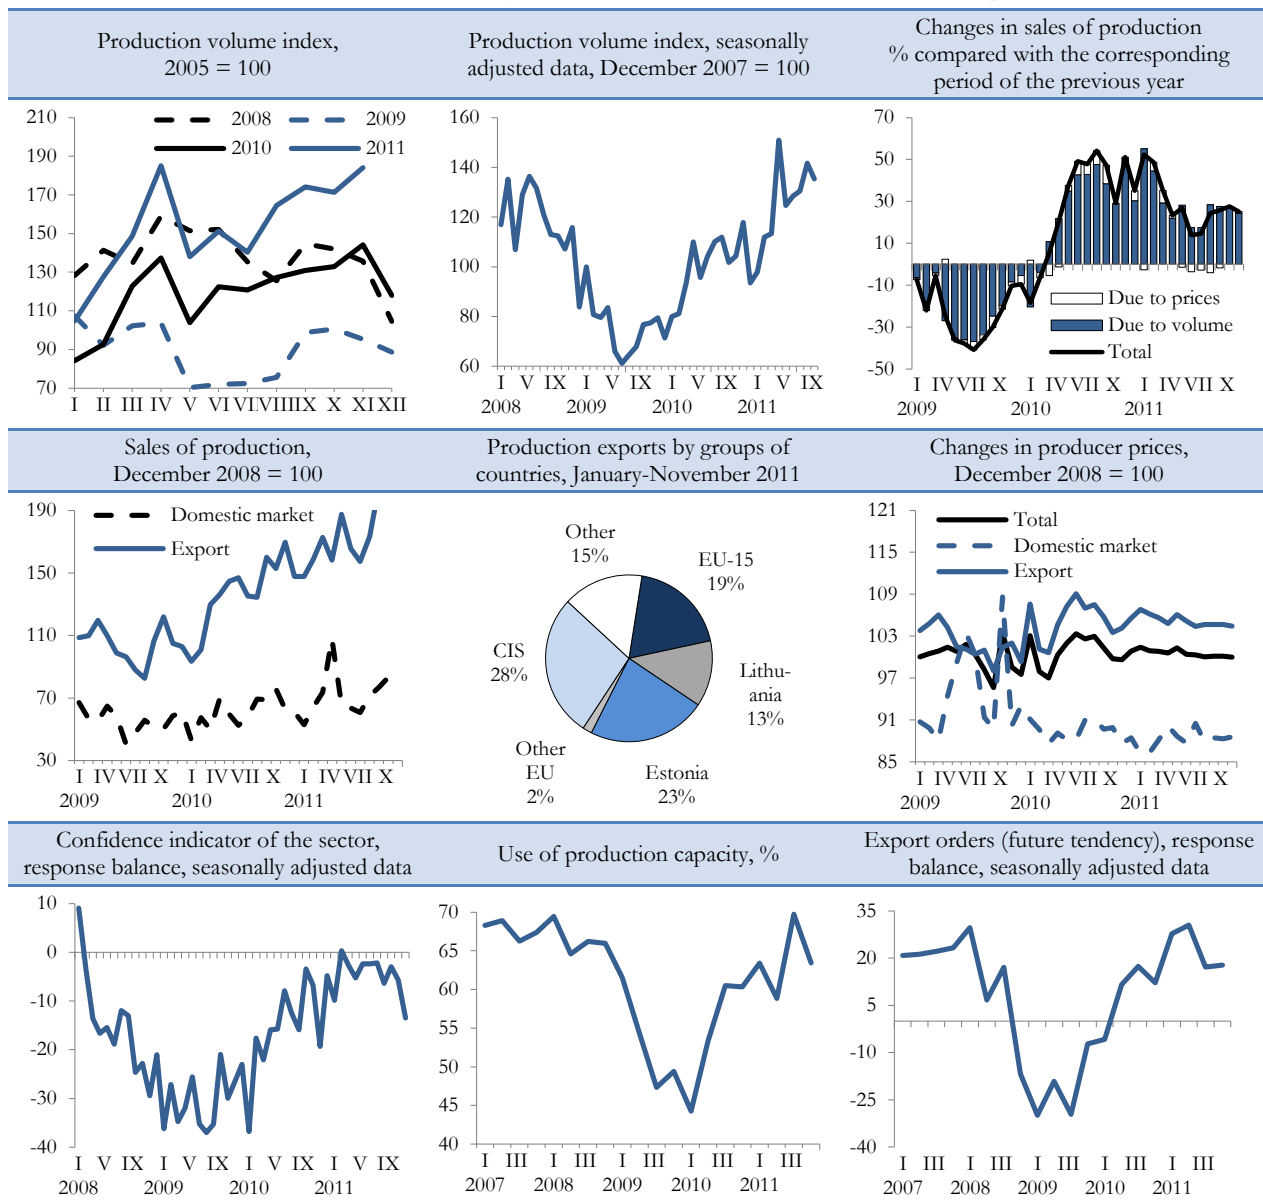 Production volume index,
2005 = 100
Production volume index, seasonally
adjusted data, December 2007 = 100
Changes in sales of production
% compared with the corresponding
period of the previous year
210
190
170
150
130
110
90
70
2008
2009
2010
2011
I II III IV V VI VII VIII IX X XI XII
160
140
120
100
80
60
I V IX I V IX I V IX I V IX
2008 2009 2010 2011
70
50
30
10
-10
-30
-50
Due to prices
Due to volume
Total
I IV VII X I IV VII X I IV VII X
2009 2010 2011
Sales of production,
December 2008 = 100
Production exports by groups of
countries, January-November 2011
Changes in producer prices,
December 2008 = 100
190
150
110
70
30
Domestic market
Export
I IV VII X I IV VII X I IV VII X
2009 2010 2011
Other
15%
EU-15
19%
CIS
28%
Lithu-
ania
13%
Other
EU
2%
Estonia
23%
121
115
109
103
97
91
85
Total
Domestic market
Export
I IV VII X I IV VII X I IV VII X
2009 2010 2011
Confidence indicator of the sector,
response balance, seasonally adjusted data
Use of production capacity, %
Export orders (future tendency), response
balance, seasonally adjusted data
10
0
-10
-20
-30
-40
I V IX I V IX I V IX I V IX
2008 2009 2010 2011
70
65
60
55
50
45
40
I III I III I III I III I III
2007 2008 2009 2010 2011
35
20
5
-10
-25
-40
I III I III I III I III I III
2007 2008 2009 2010 2011